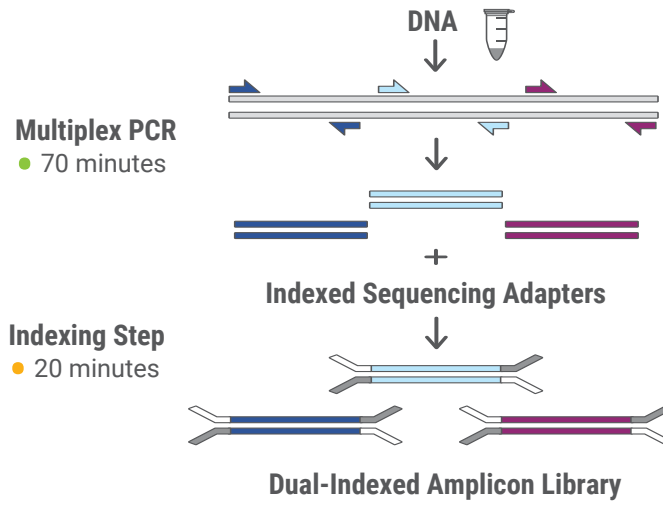 DNA
Multiplex PCR
70 minutes
+
Indexed Sequencing Adapters
Indexing Step
20 minutes
Dual-Indexed Amplicon Library